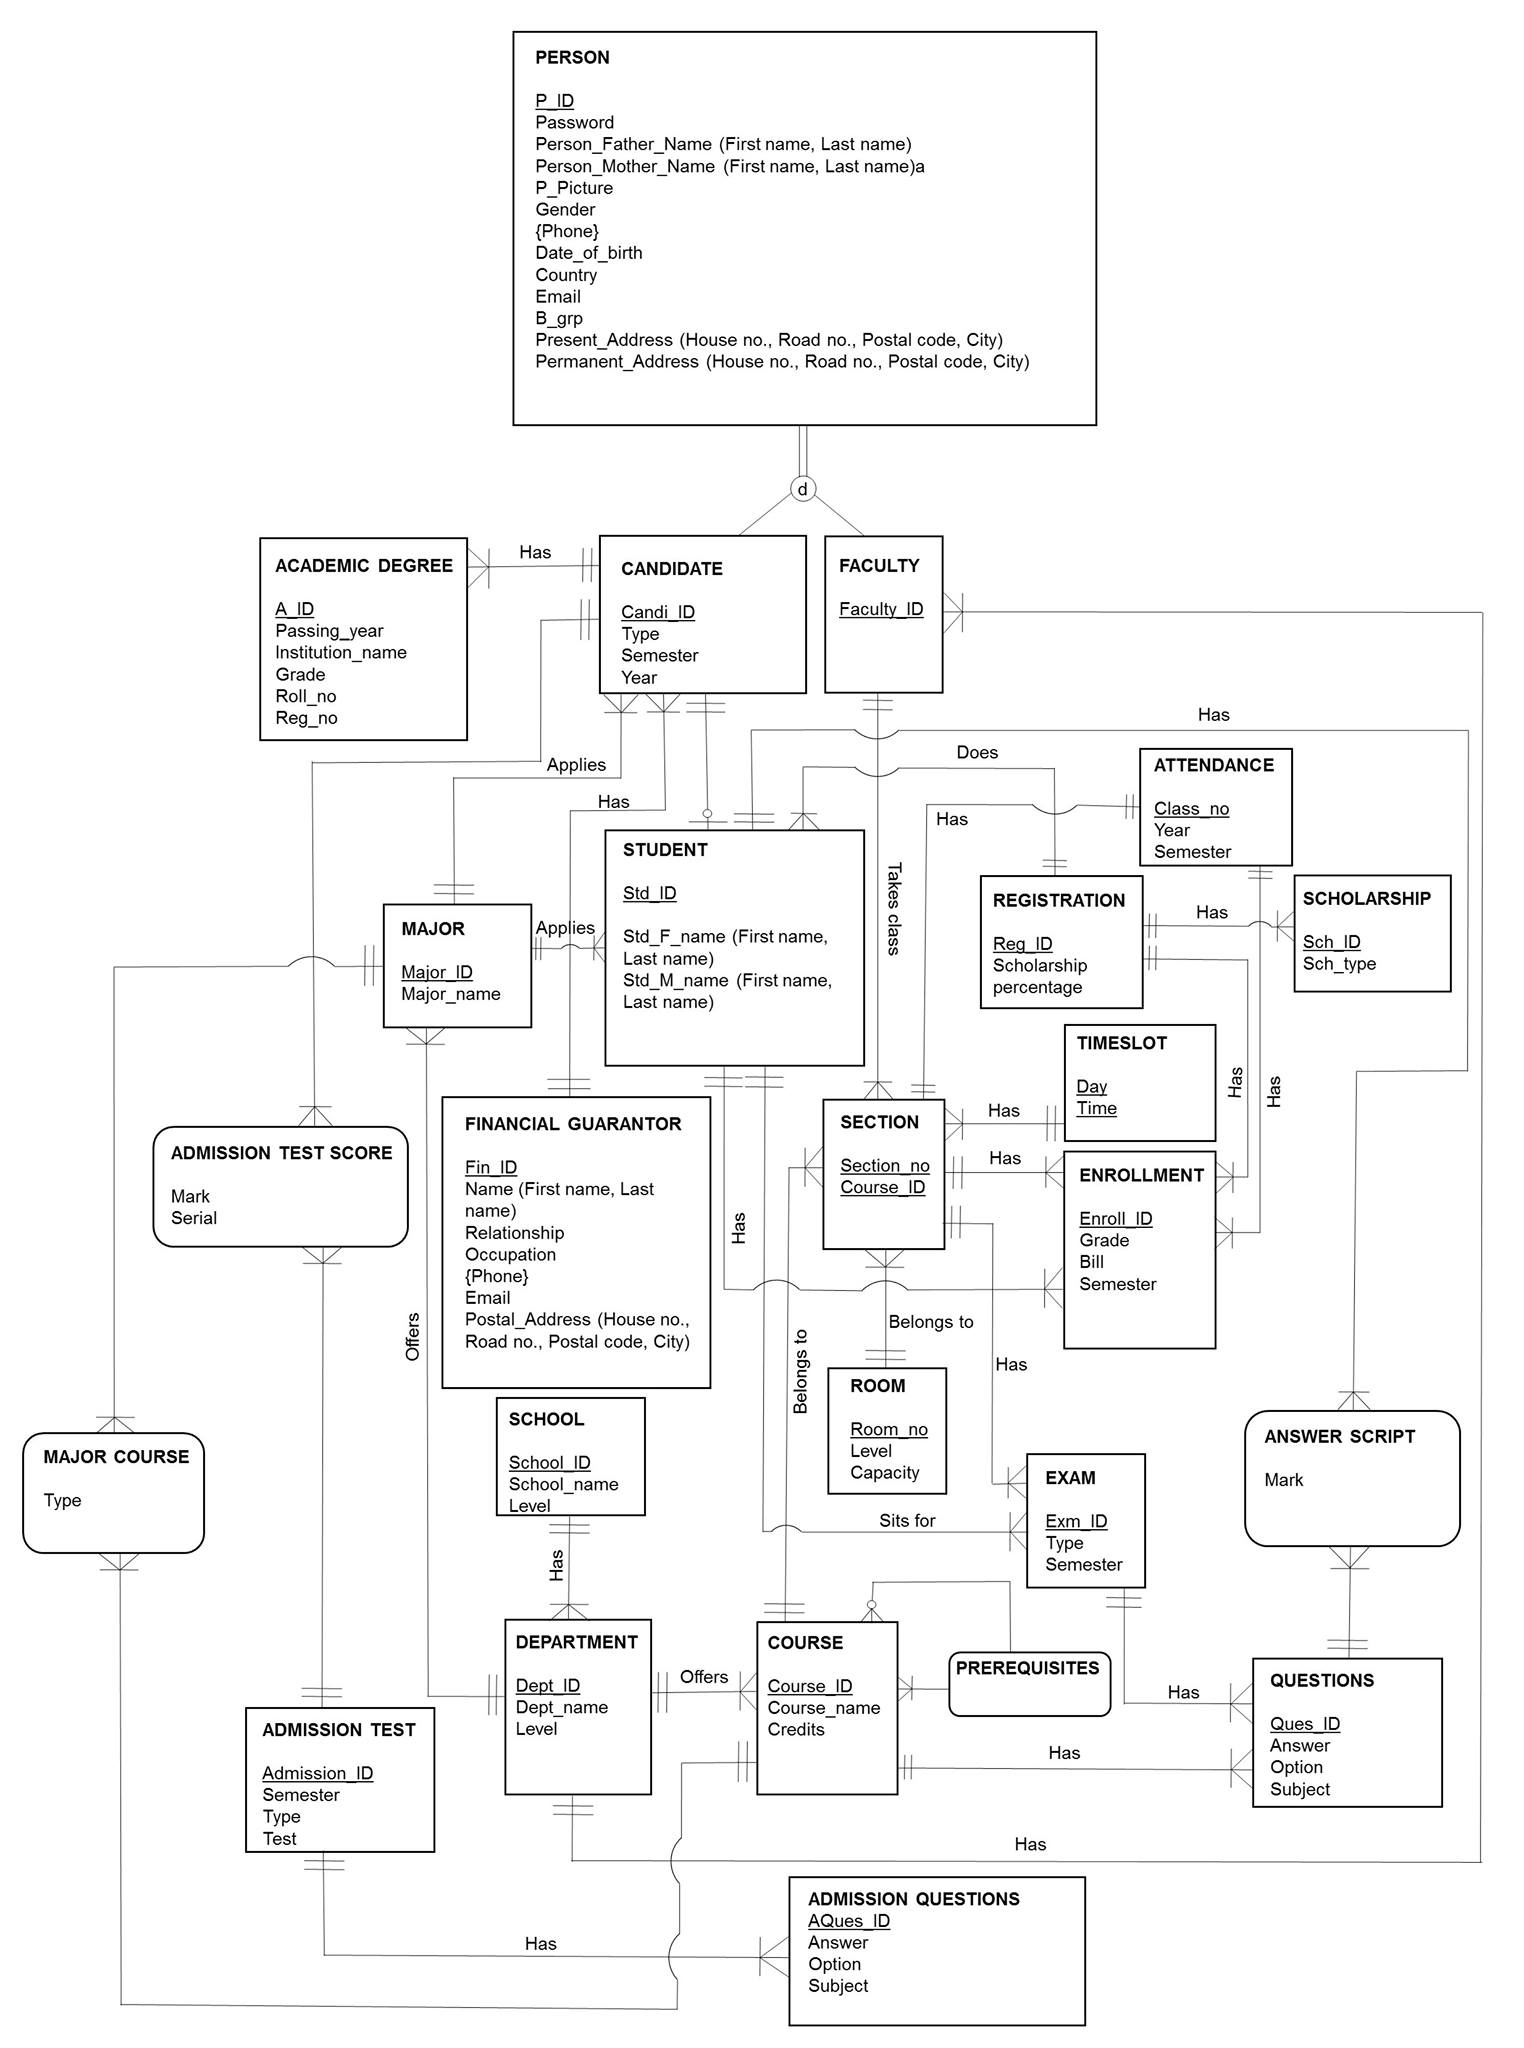 PERSON
P_ID
Password
Person_Father_Name (First name, Last name)
Person_Mother_Name (First name, Last name)a
P_Picture
Gender
{Phone}
Date_of_birth
Country
Email
B_grp
Present_Address (House no., Road no., Postal code, City)
Permanent_Address (House no., Road no., Postal code, City)
d
ACADEMIC DEGREE
A_ID
Passing_year
Institution_name
Grade
Roll_no
Reg_no
Has
CANDIDATE
Candi_ID
Type
Semester
Year
FACULTY
Faculty_ID
Has
Does
Applies
Has
Has
Takes class
ATTENDANCE
Class_no
Year
Semester
STUDENT
Std_ID
Std_F_name (First name,
Last name)
Std_M_name (First name,
Last name)
MAJOR
Major_ID
Major_name
Applies
REGISTRATION
Reg_ID
Scholarship
percentage
Has
SCHOLARSHIP
Sch_ID
Sch_type
TIMESLOT
Day
Time
Has
Has
Has
SECTION
Section_no
Course_ID
Has
ENROLLMENT
Enroll_ID
Grade
Bill
Semester
FINANCIAL GUARANTOR
Fin_ID
Name (First name, Last
name)
Relationship
Occupation
{Phone}
Email
Postal_Address (House no.,
Road no., Postal code, City)
Has
ADMISSION TEST SCORE
Mark
Serial
Offers
Belongs to
Belongs to
Has
ROOM
Room_no
Level
Capacity
SCHOOL
School_ID
School_name
Level
MAJOR COURSE
Type
EXAM
Exm_ID
Type
Semester
Sits for
ANSWER SCRIPT
Mark
Has
DEPARTMENT
Dept_ID
Dept_name
Level
Offers
COURSE
Course_ID
Course_name
Credits
PREREQUISITES
Has
Has
QUESTIONS
Ques_ID
Answer
Option
Subject
ADMISSION TEST
Admission_ID
Semester
Type
Test
Has
Has
ADMISSION QUESTIONS
AQues_ID
Answer
Option
Subject